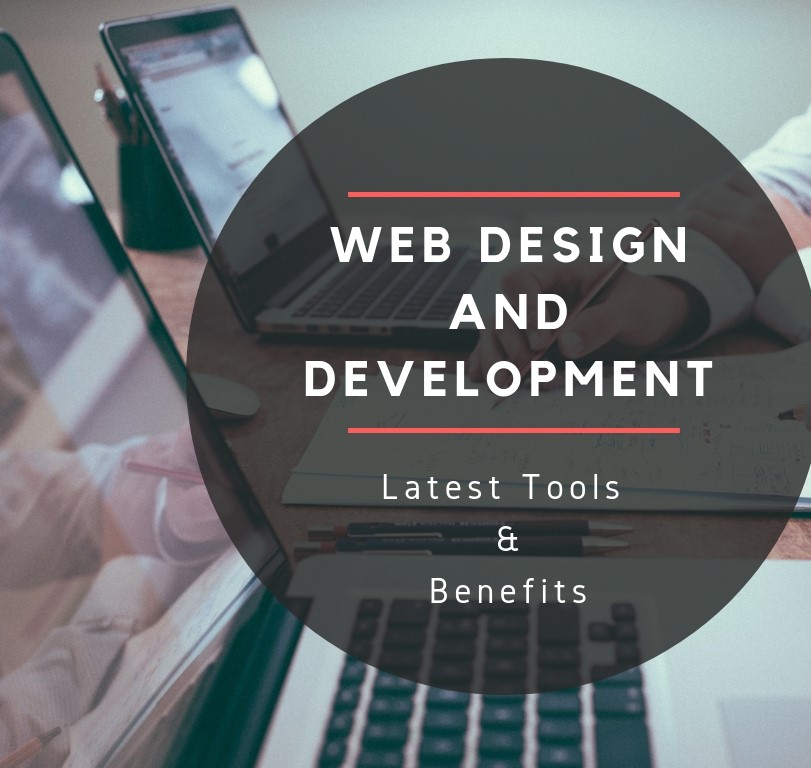 WEB DESIGN
AND
DEVELOPMENT
Latest Tools
&
Benefits